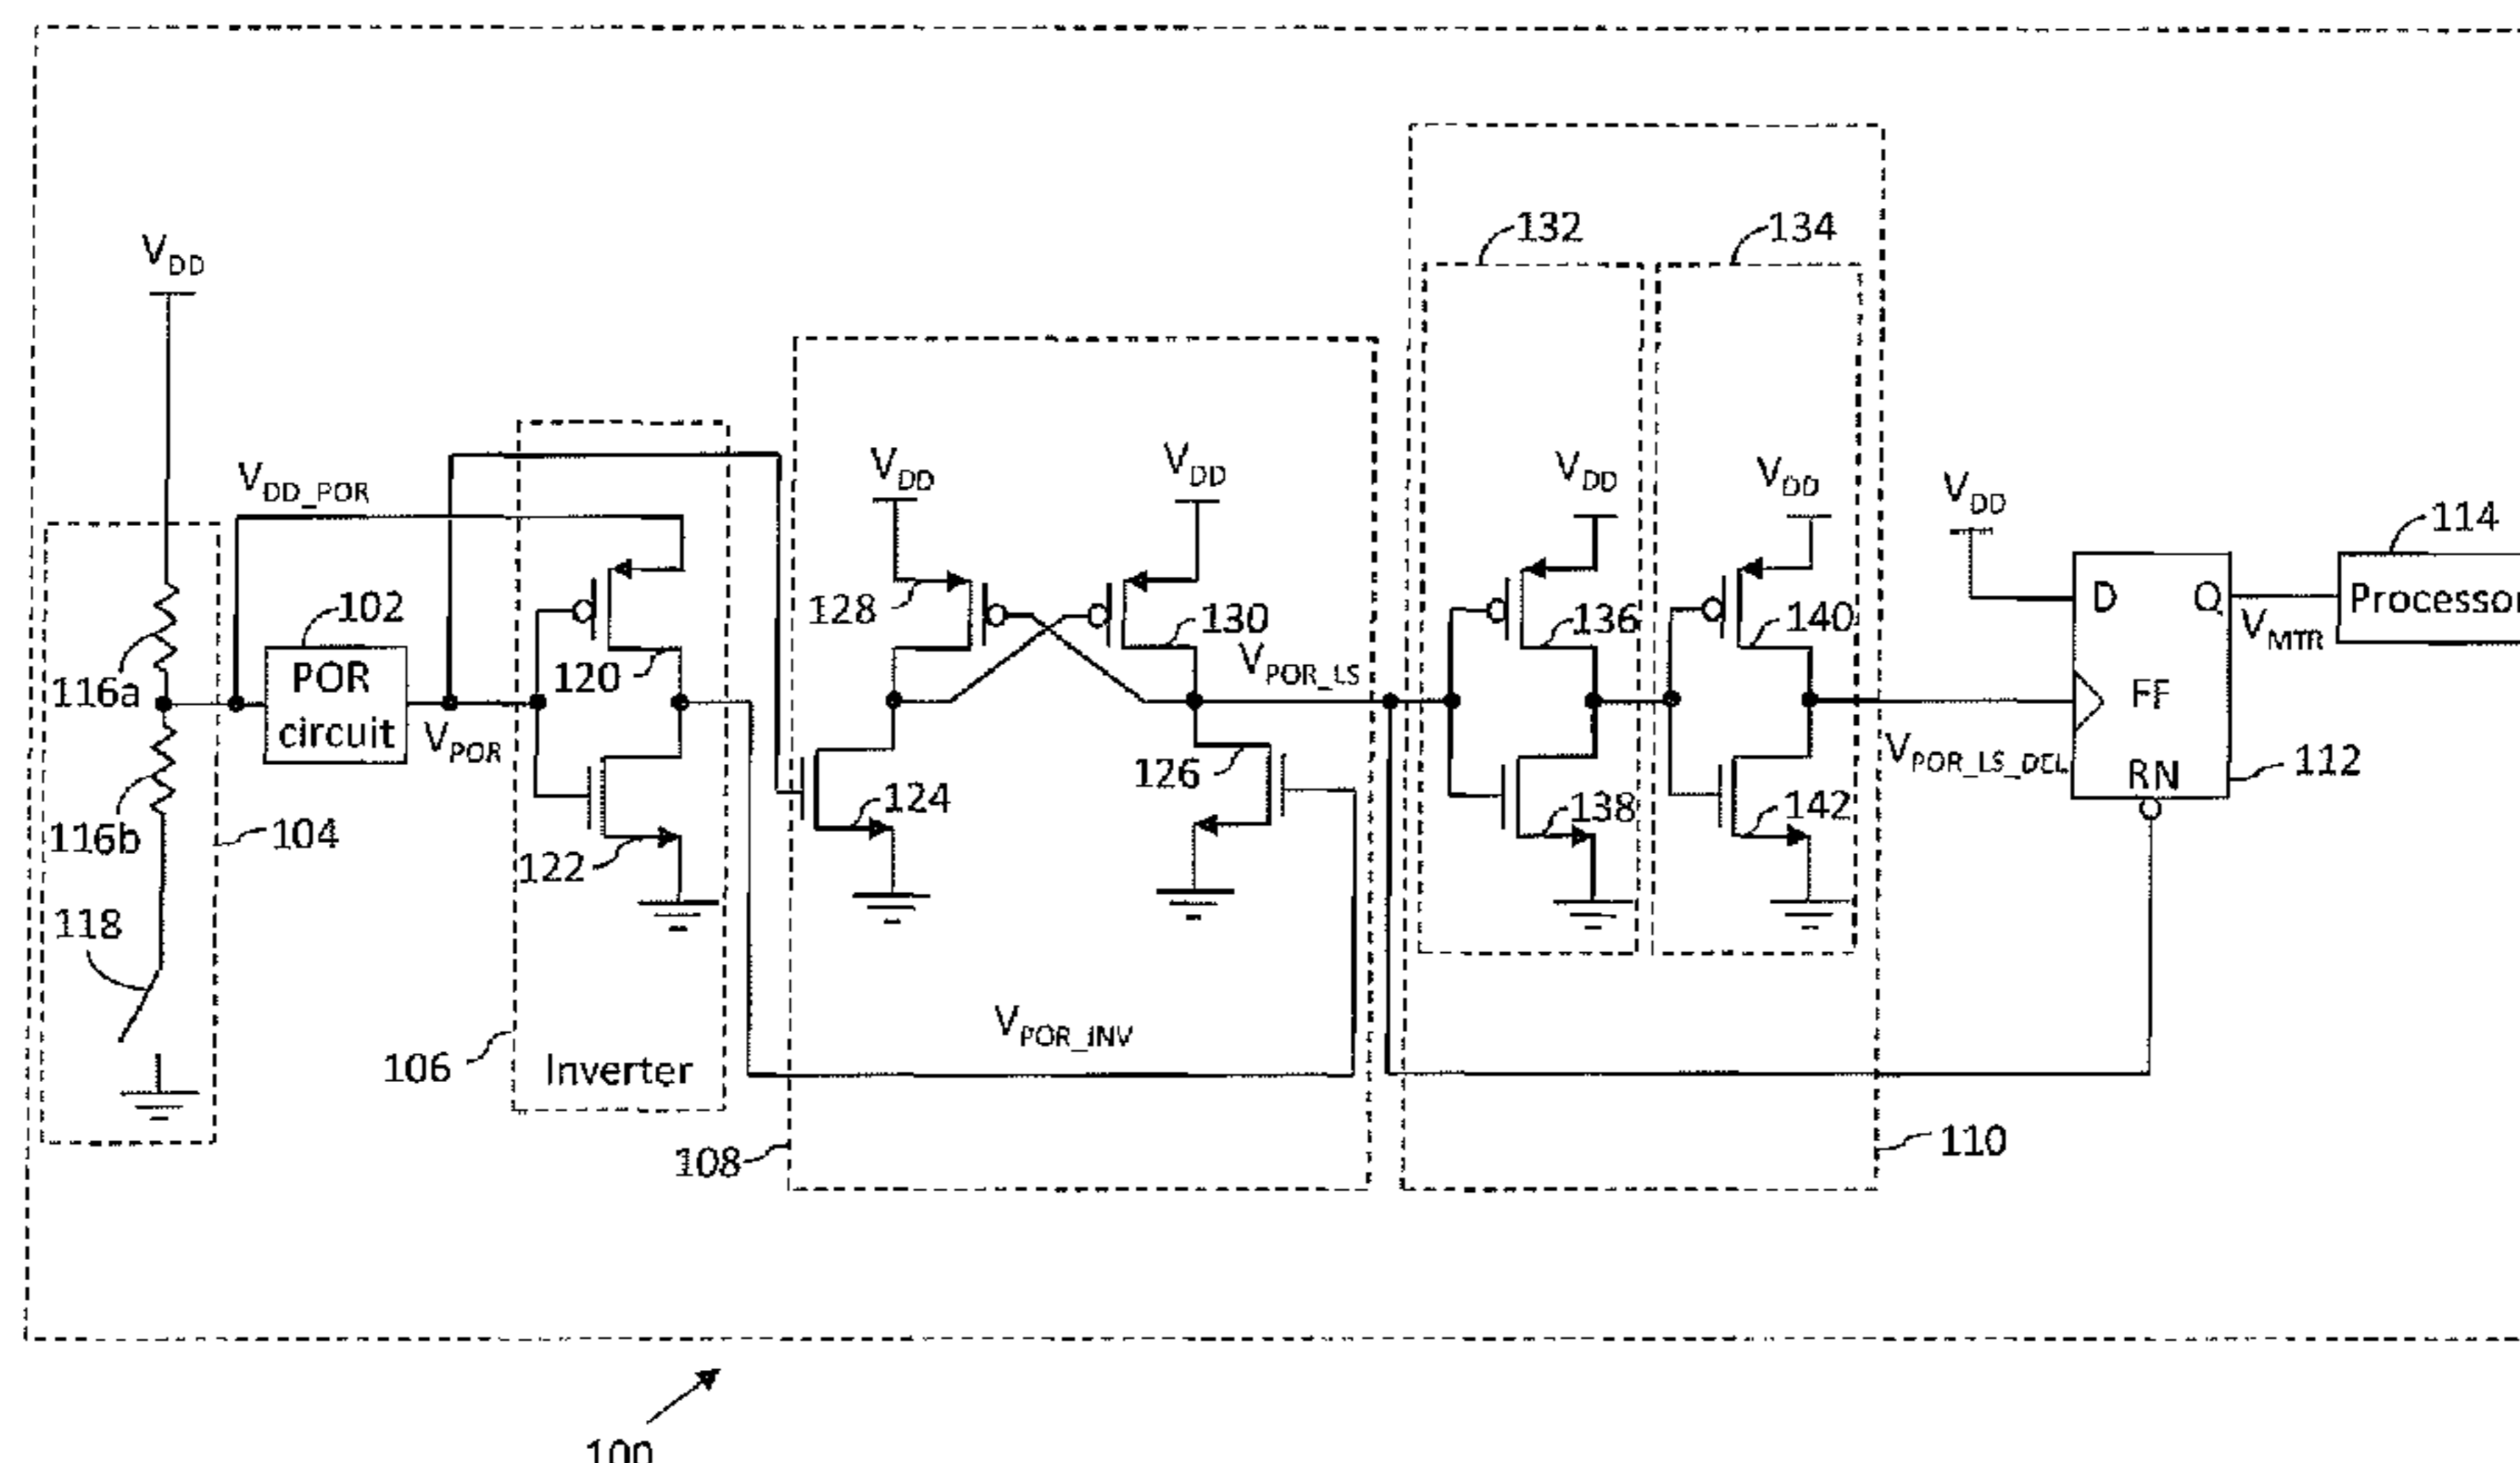 132
134
V_DD
V_DD
V_DD
V_DD
V_DD
V_DD
V_DD_POR
114
102
128
130
136
140
D
Q
Processor
V_MTR
POR
circuit
116a
120
V_POR_LS
V_POR
FF
V_POR_LS_DEL
RN
112
126
124
138
142
116b
104
122
118
V_POR_INV
106
Inverter
108
110
100